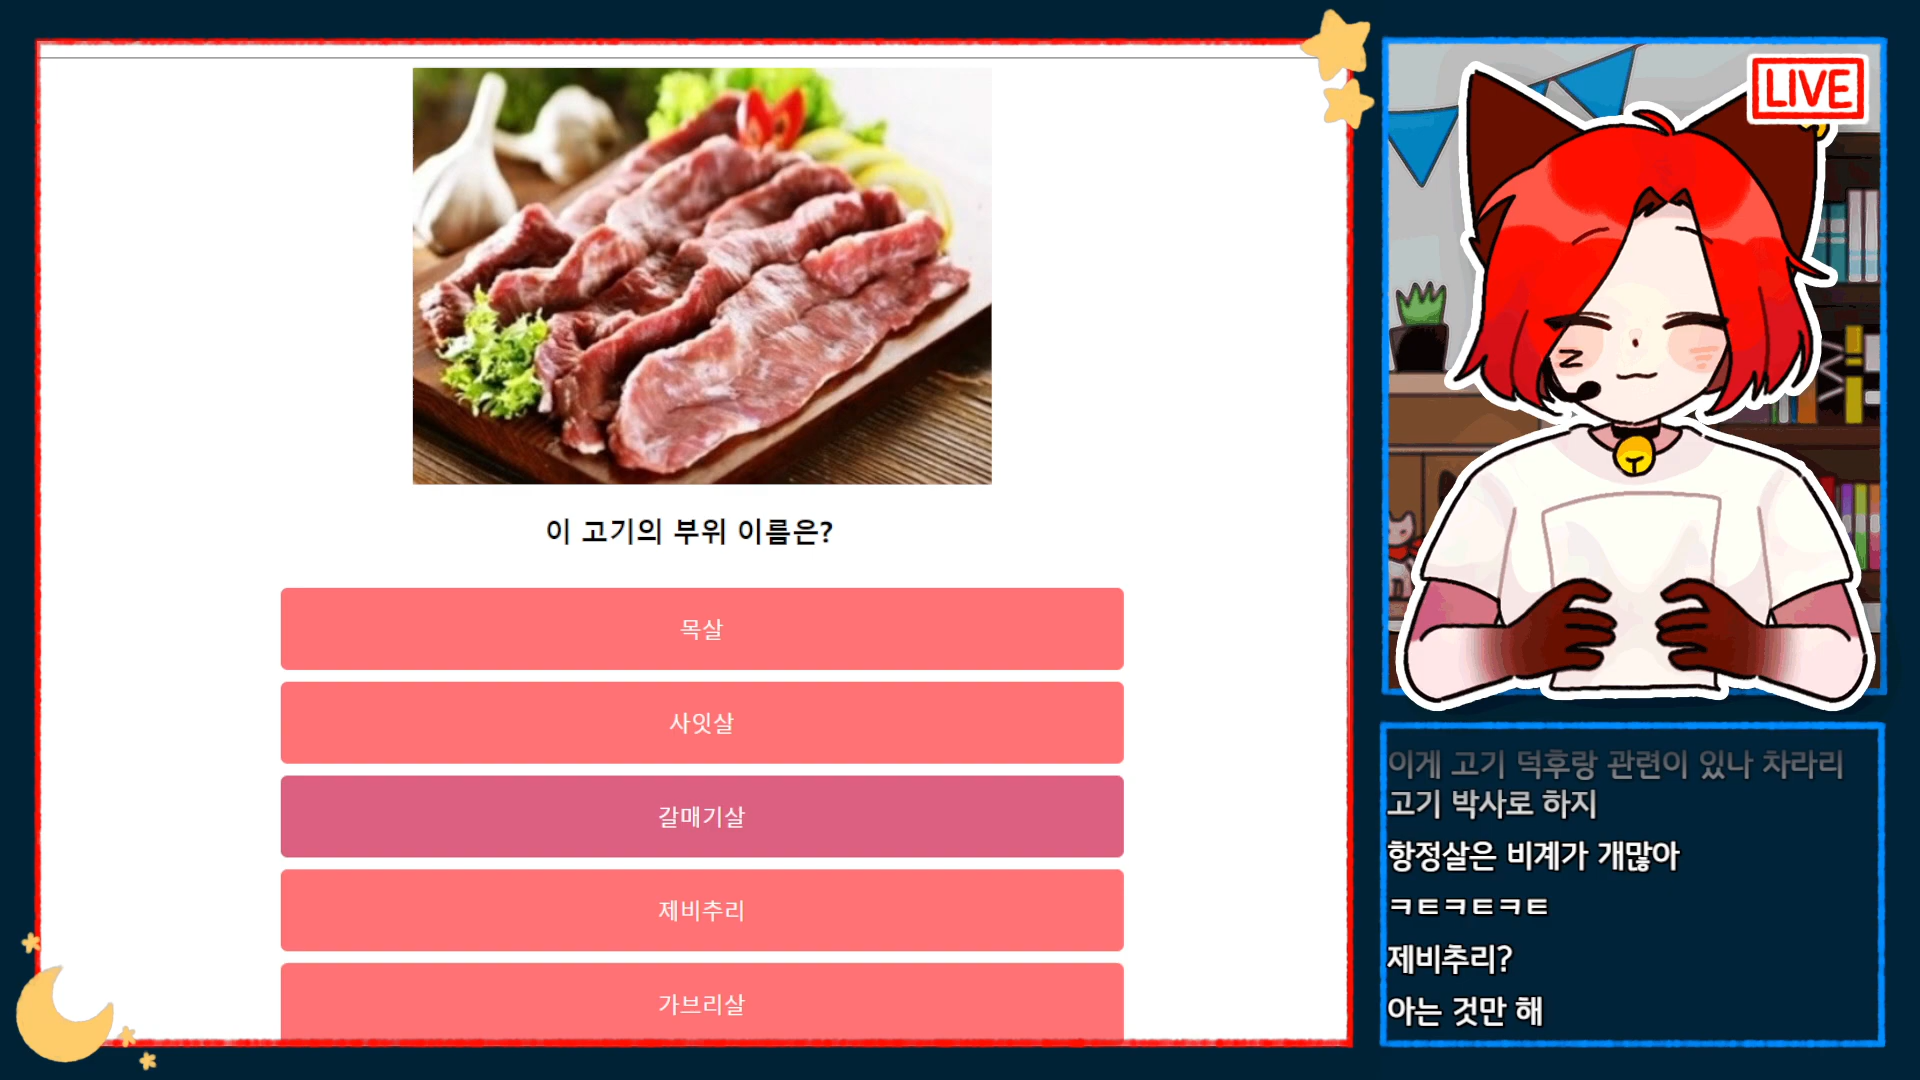 LIVE
이 고기의 부위 이름은?
목살
사잇살
갈매기살
제비추리
가브리살
이게 고기 덕후랑 관련이 있나 차라리
고기 박사로 하지
항정살은 비계가 개많아
ㅋㅌㅋㅌㅋㅌ
제비추리?
아는 것만 해